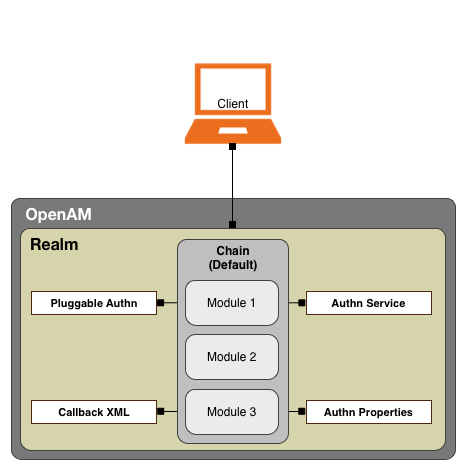 Client
OpenAM
Realm
Chain
(Default)
Pluggable Authn
Module 1
Authn Service
Module 2
Callback XML
Module 3
Authn Properties